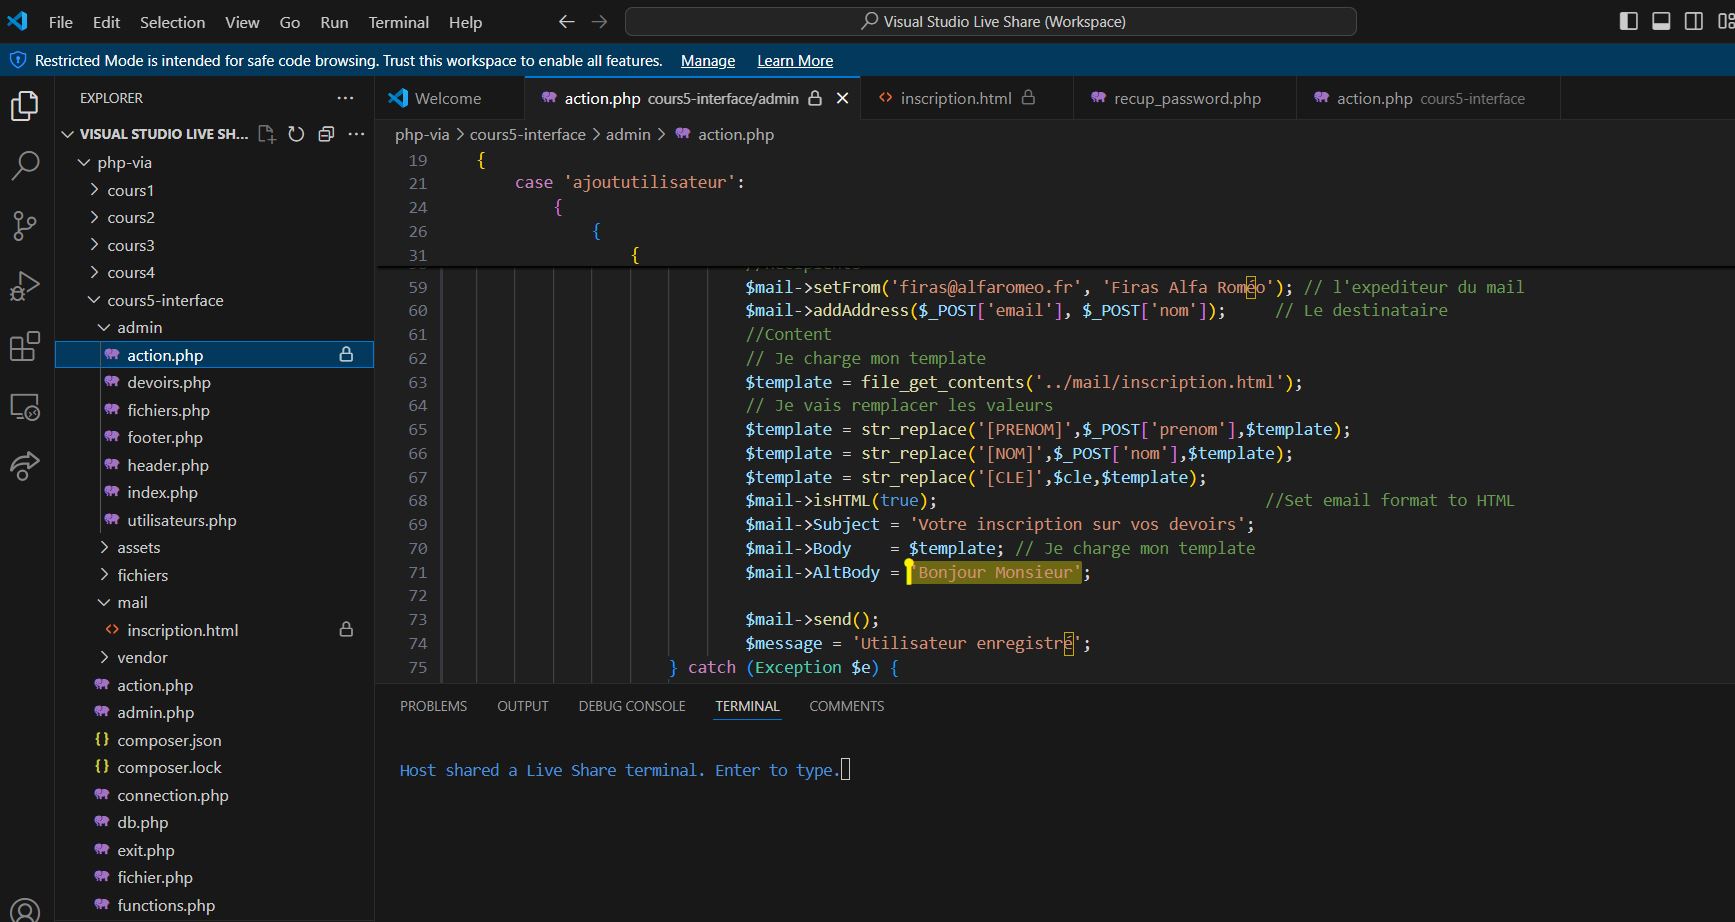 File Edit Selection View Go Run Terminal Help
Visual Studio Live Share (Workspace)
Restricted Mode is intended for safe code browsing. Trust this workspace to enable all features. Manage Learn More
EXPLORER
VISUAL STUDIO LIVE SH...
php-via
cours1
cours2
cours3
cours4
cours5-interface
admin
action.php
devoirs.php
fichiers.php
footer.php
header.php
index.php
utilisateurs.php
assets
fichiers
mail
inscription.html
vendor
action.php
admin.php
composer.json
composer.lock
connection.php
db.php
exit.php
fichier.php
functions.php
Welcome
action.php cours5-interface/admin
inscription.html
recup_password.php
action.php cours5-interface
php-via > cours5-interface > admin > action.php
19 {
21 case 'ajoututilisateur':
24 {
26 {
31 {
59 $mail->setFrom('firas@alfaromeo.fr', 'Firas Alfa Roméo'); // l'expediteur du mail
60 $mail->addAddress($_POST['email'], $_POST['nom']); // Le destinataire
61 //Content
62 // Je charge mon template
63 $template = file_get_contents('../mail/inscription.html');
64 // Je vais remplacer les valeurs
65 $template = str_replace('[PRENOM]',$_POST['prenom'],$template);
66 $template = str_replace('[NOM]',$_POST['nom'],$template);
67 $template = str_replace('[CLE]',$cle,$template);
68 $mail->isHTML(true); //Set email format to HTML
69 $mail->Subject = 'Votre inscription sur vos devoirs';
70 $mail->Body = $template; // Je charge mon template
71 $mail->AltBody = 'Bonjour Monsieur';
72
73 $mail->send();
74 $message = 'Utilisateur enregistré';
75 } catch (Exception $e) {
PROBLEMS OUTPUT DEBUG CONSOLE TERMINAL COMMENTS
Host shared a Live Share terminal. Enter to type.